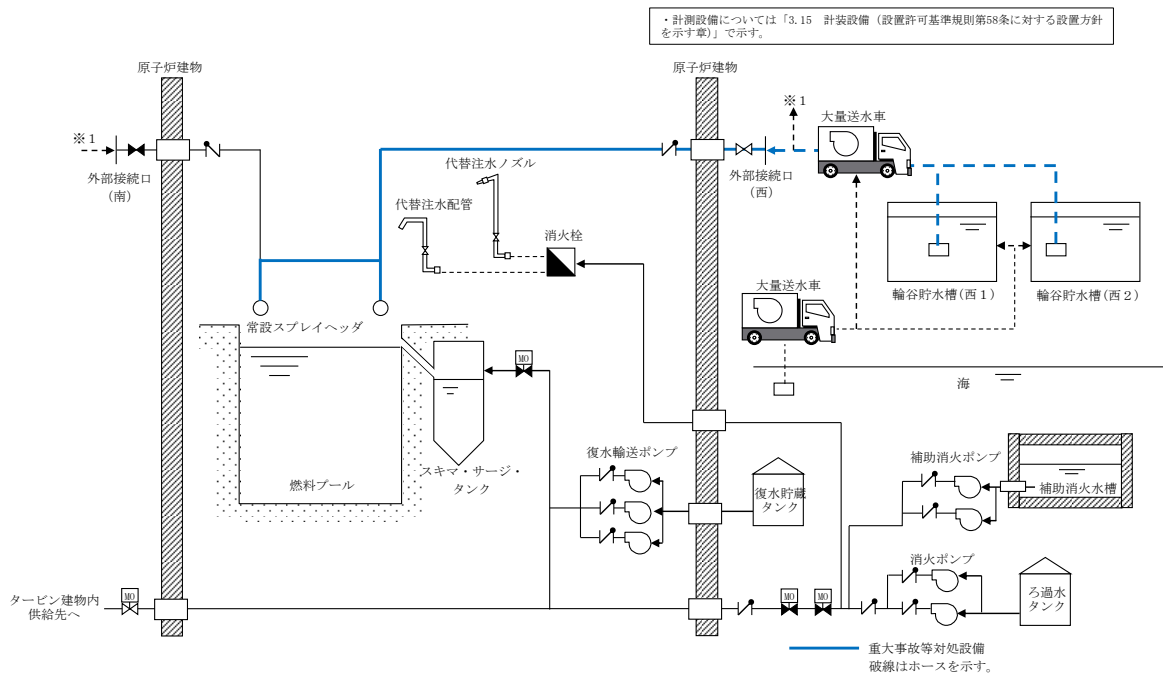 ・計測設備については「3.15　計装設備（設置許可基準規則第58条に対する設置方針
を示す章）」で示す。
原子炉建物
原子炉建物
※１
※１
大量送水車
外部接続口
(南)
代替注水ノズル
外部接続口
(西)
代替注水配管
消火栓
大量送水車
輪谷貯水槽(西１)
輪谷貯水槽(西２)
常設スプレイヘッダ
MO
海
復水輸送ポンプ
補助消火ポンプ
スキマ・サージ・
タンク
燃料プール
復水貯蔵
タンク
補助消火水槽
消火ポンプ
タービン建物内
供給先へ
MO
MO
MO
ろ過水
タンク
重大事故等対処設備
破線はホースを示す。